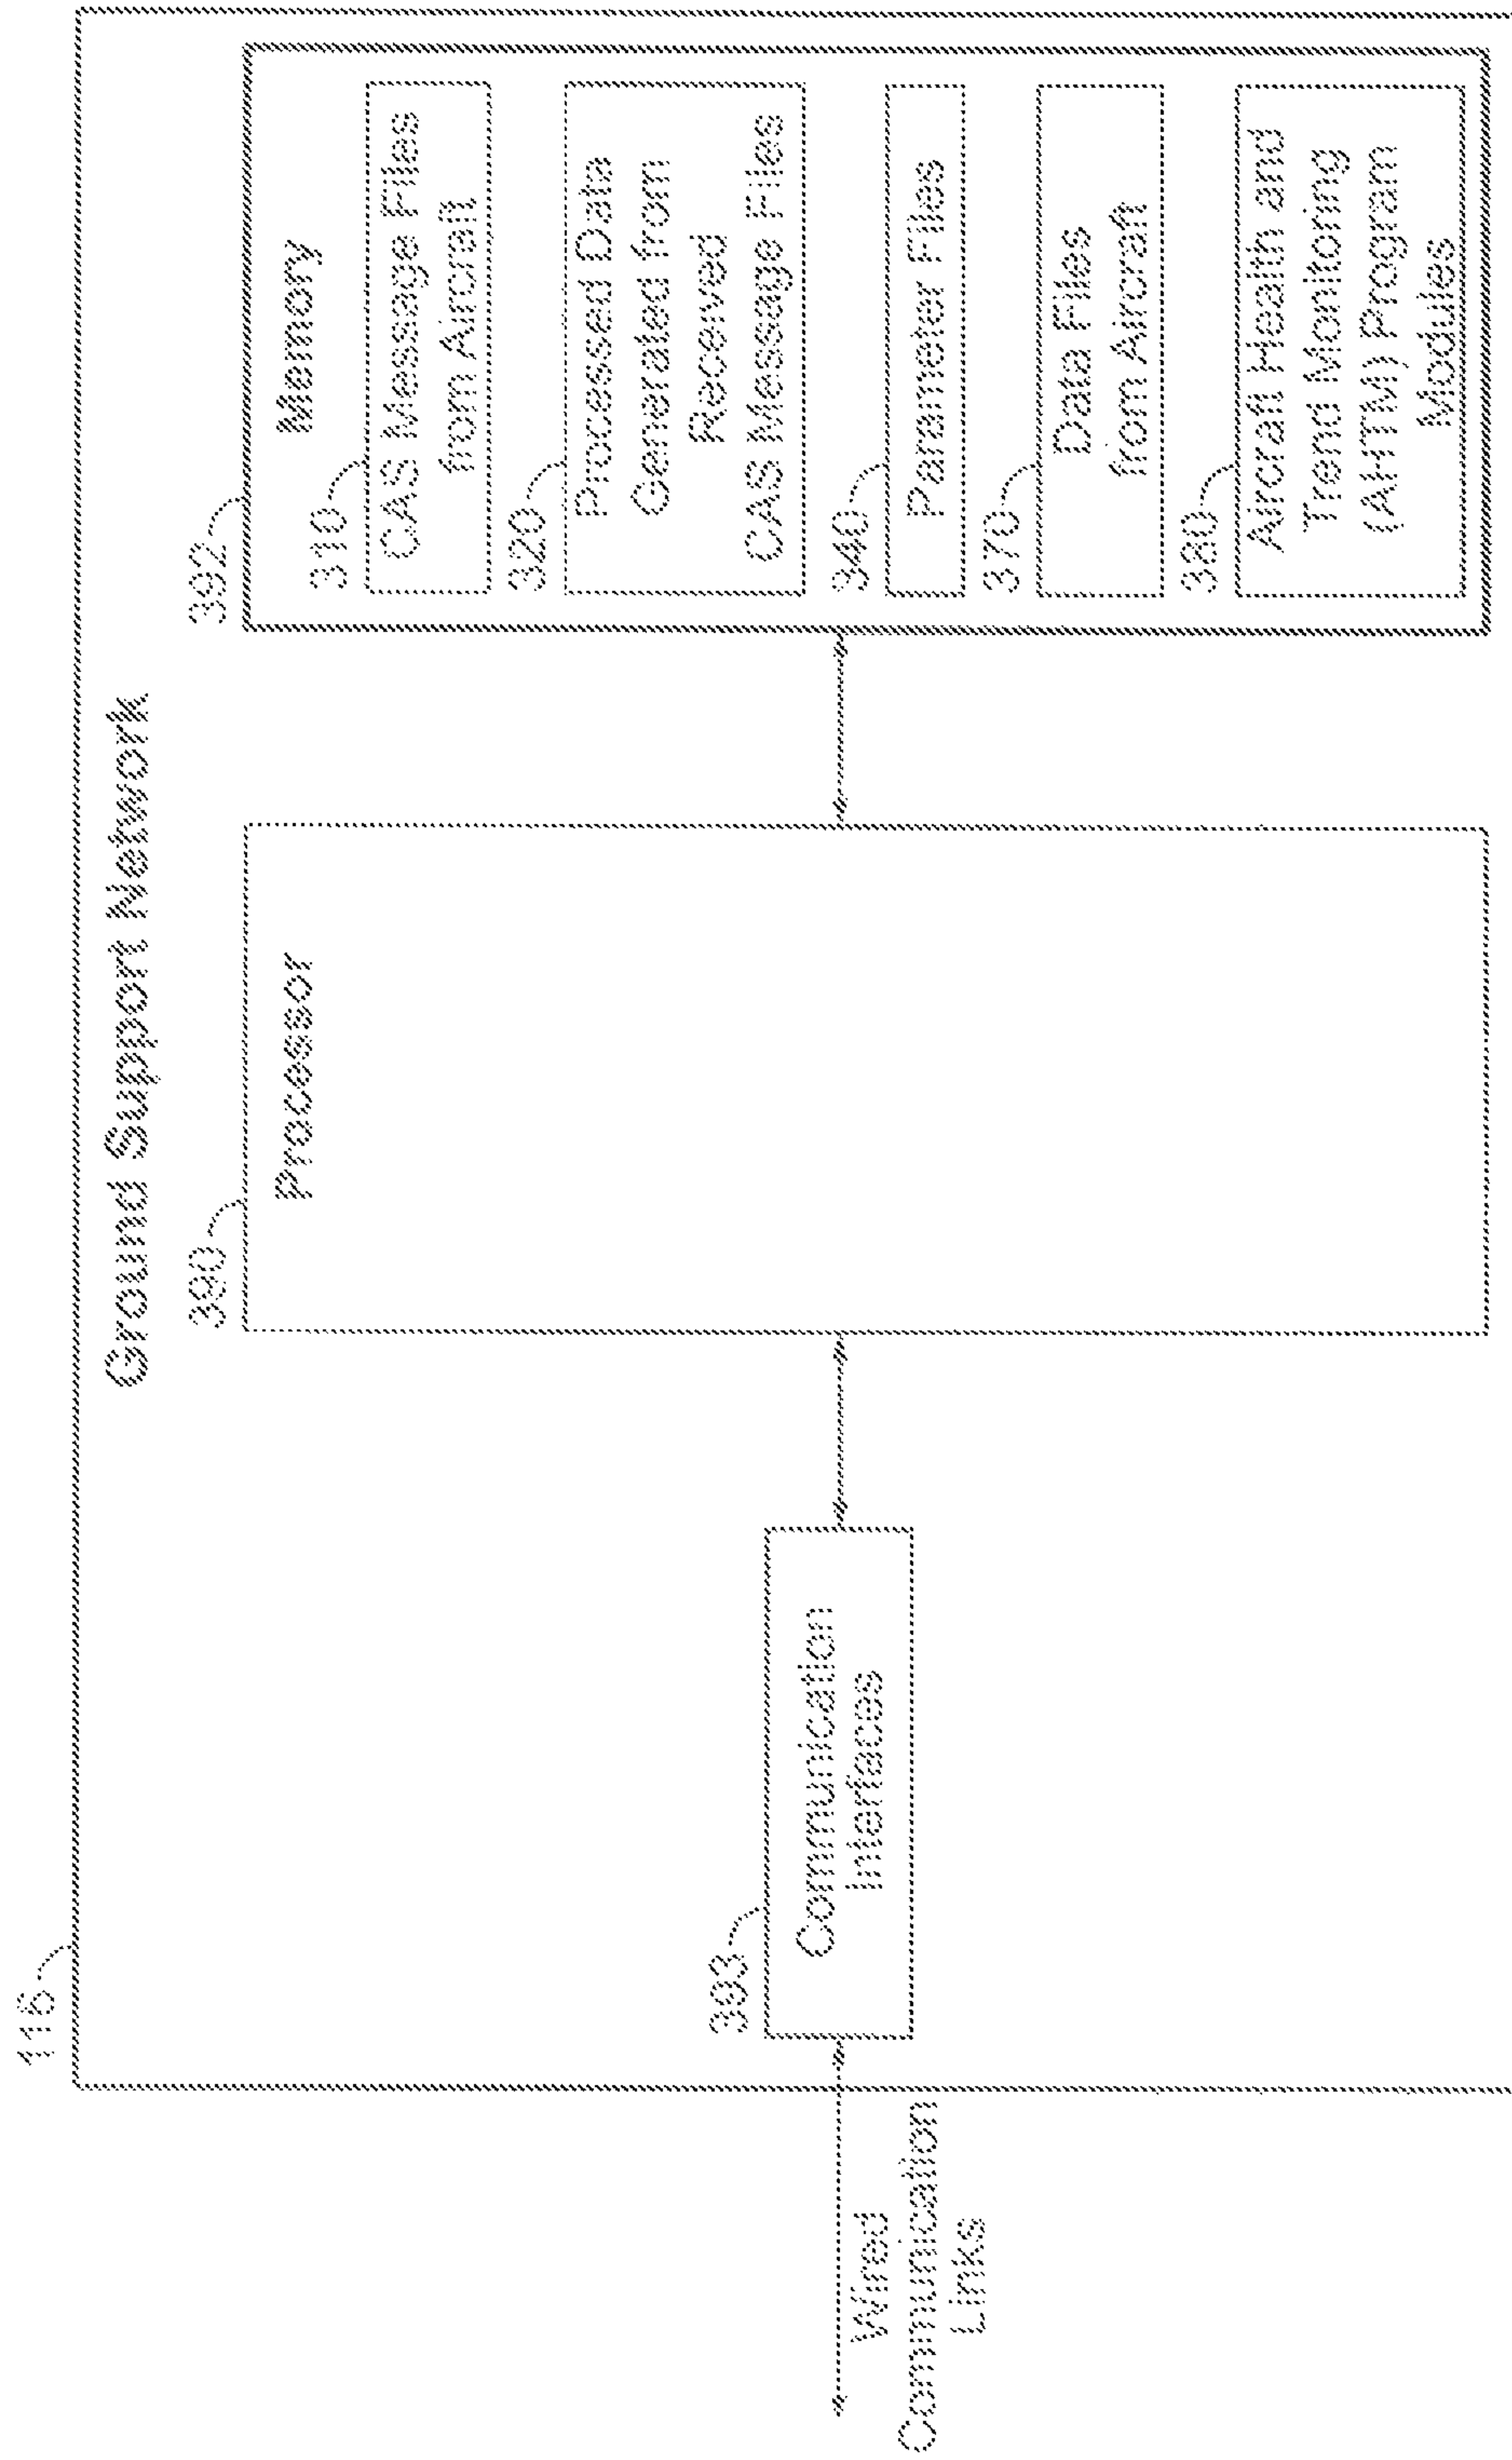 116
Ground Support Network
Wired
Communication
Links
393
Communication
Interfaces
390
Processor
392
Memory
310
CAS Message Files
from Aircraft
320
Processed Data
Generated from
Received
CAS Message Files
340
Parameter Files
370
Data Files
from Aircraft
380
Aircraft Health and
Trend Monitoring
(AHTM) Program
Modules